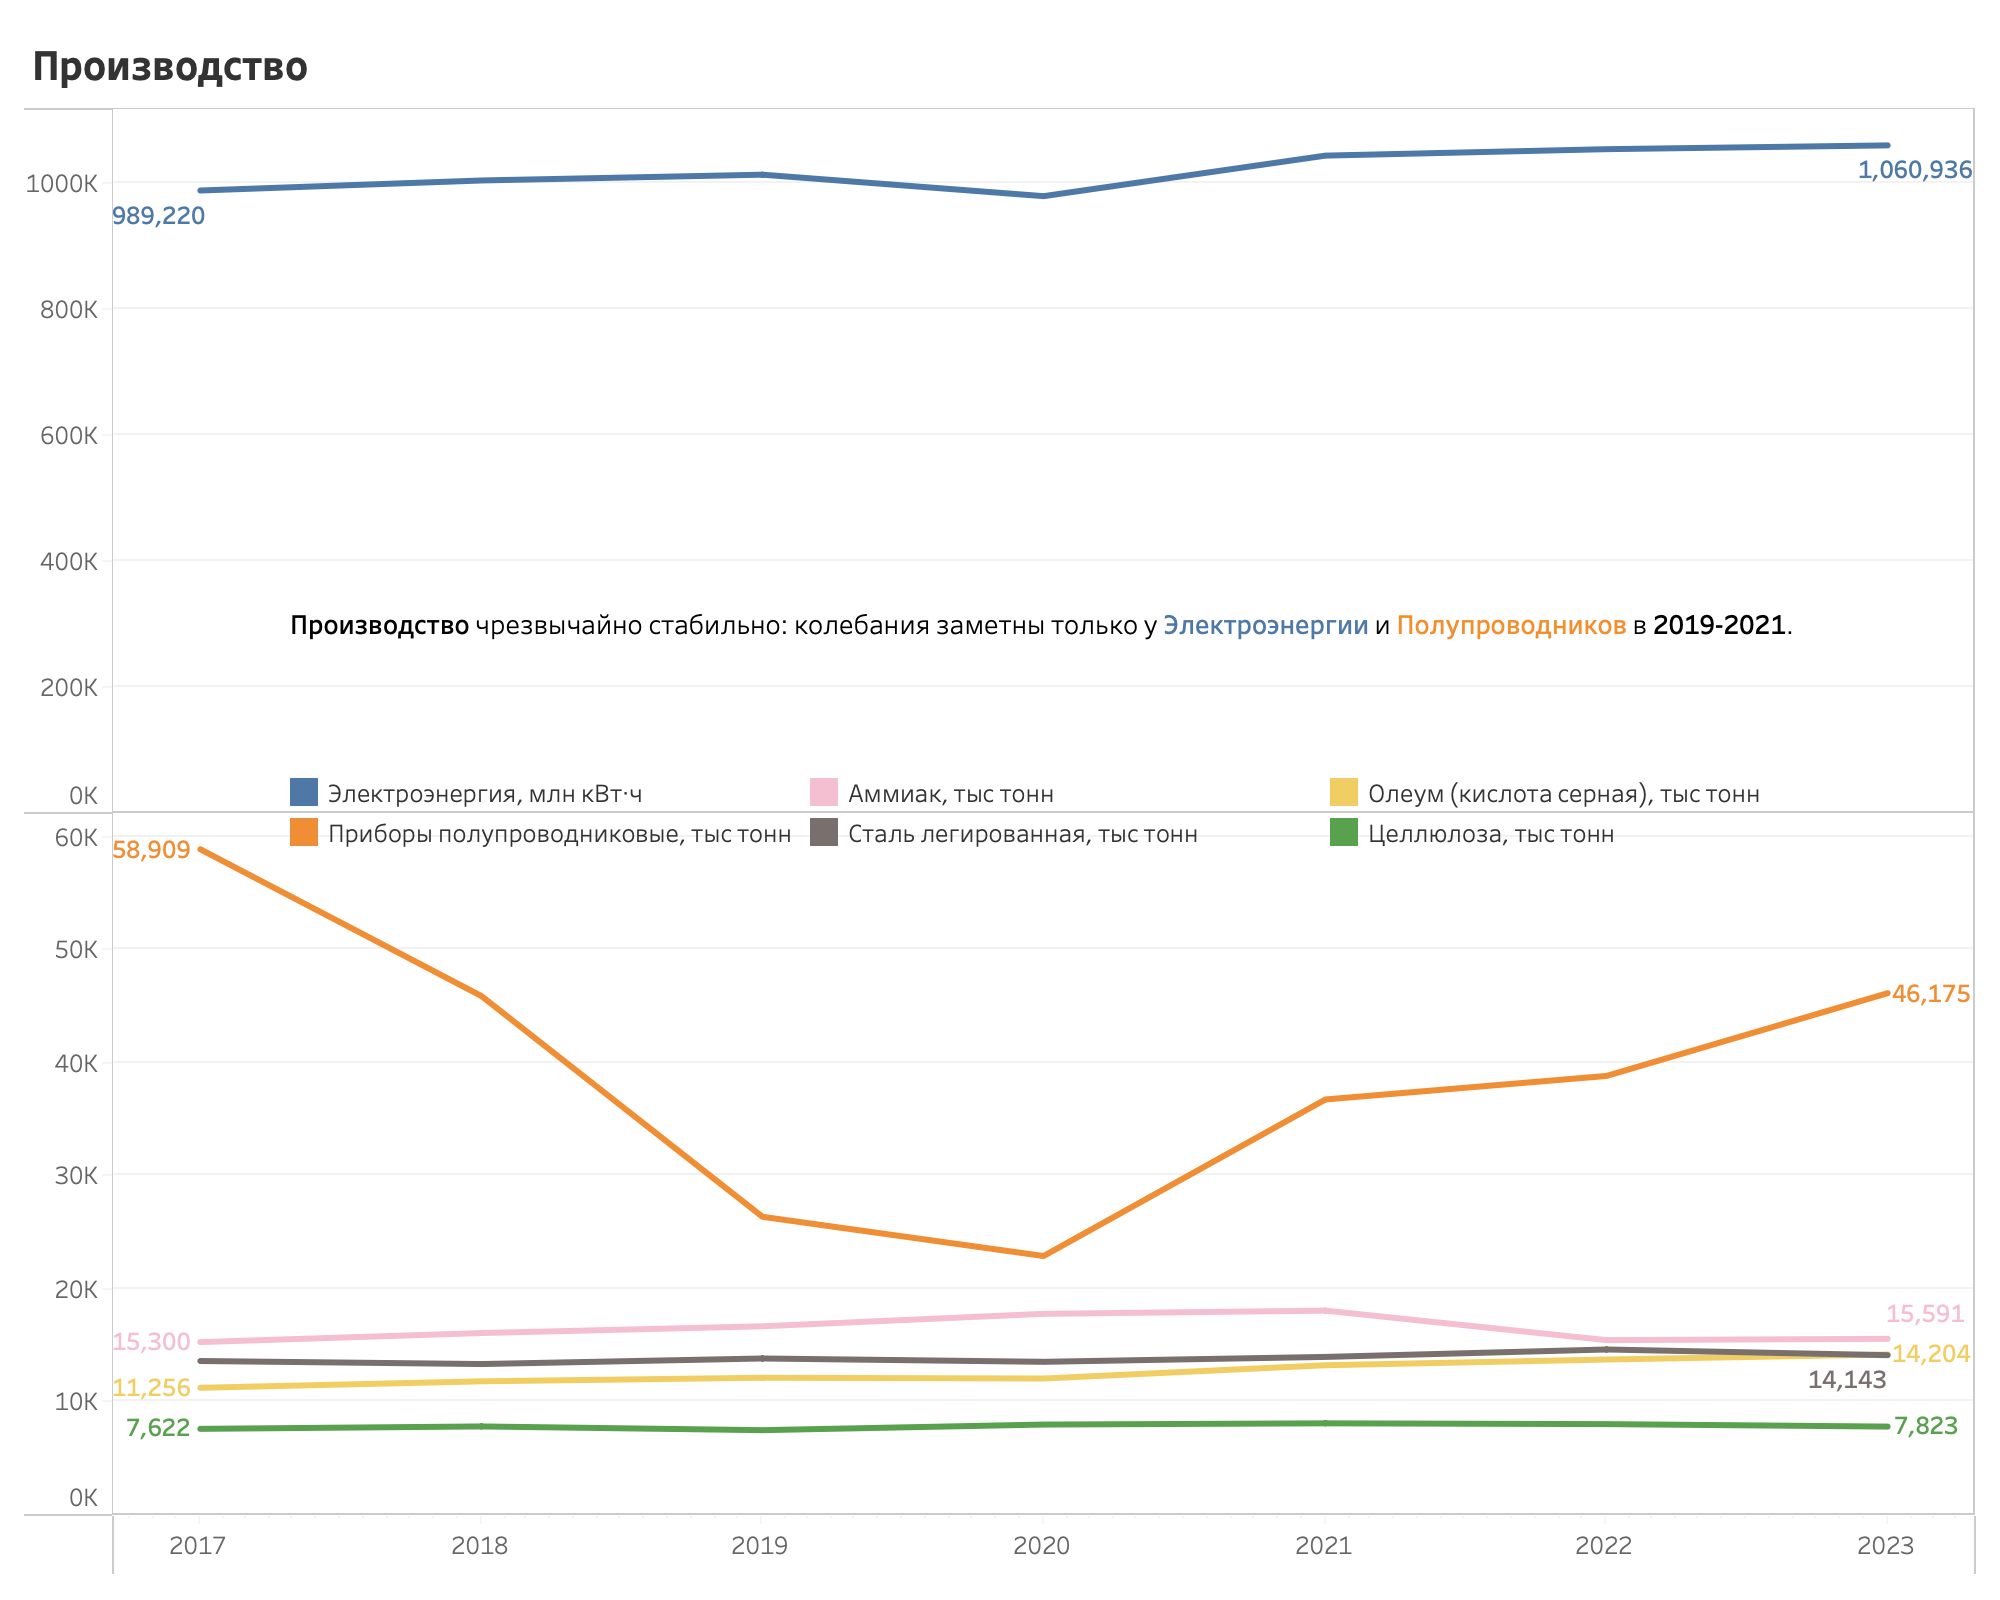 Производство
1000K
989,220
1,060,936
800K
600K
400K
Производство чрезвычайно стабильно: колебания заметны только у Электроэнергии и Полупроводников в 2019-2021.
200K
0K
Электроэнергия, млн кВт·ч
Аммиак, тыс тонн
Олеум (кислота серная), тыс тонн
Приборы полупроводниковые, тыс тонн
Сталь легированная, тыс тонн
Целлюлоза, тыс тонн
60K
58,909
50K
46,175
40K
30K
20K
15,300
15,591
14,204
14,143
11,256
10K
7,622
7,823
0K
2017 2018 2019 2020 2021 2022 2023